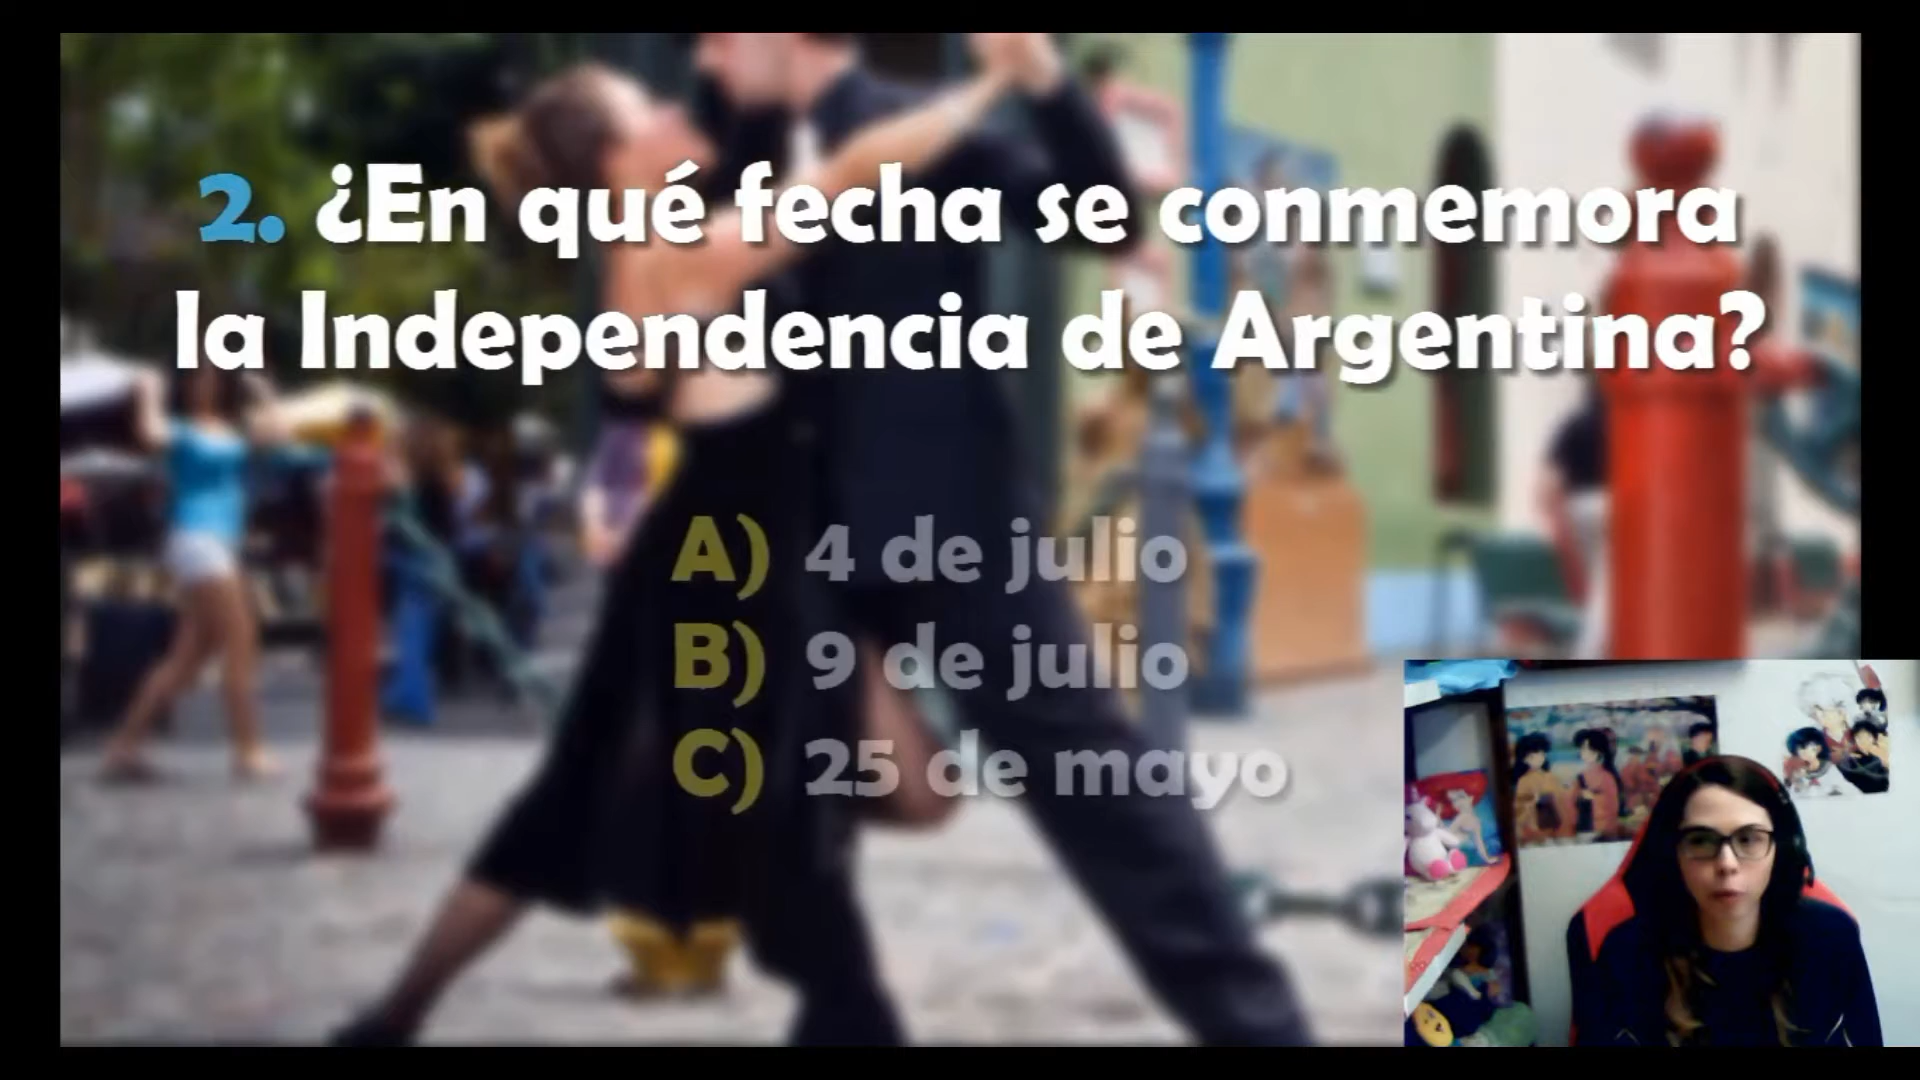 2. ¿En qué fecha se conmemora
la Independencia de Argentina?
A) 4 de julio
B) 9 de julio
C) 25 de mayo